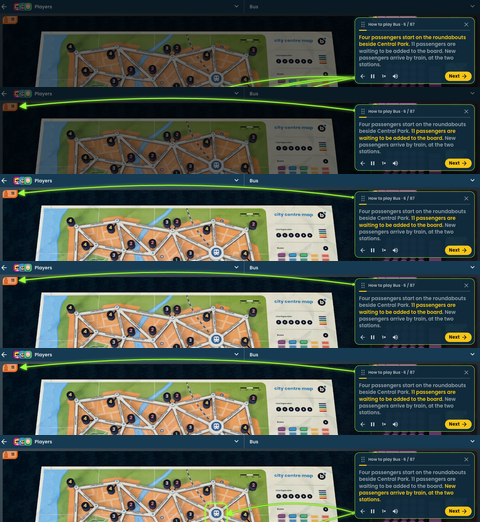 Players
Bus
How to play Bus · 6 / 87
Four passengers start on the roundabouts
beside Central Park. 11 passengers are
waiting to be added to the board. New
passengers arrive by train, at the two
stations.
1×
Next →
city centre map
Players
Bus
How to play Bus · 6 / 87
Four passengers start on the roundabouts
beside Central Park. 11 passengers are
waiting to be added to the board. New
passengers arrive by train, at the two
stations.
1×
Next →
city centre map
Players
Bus
How to play Bus · 6 / 87
Four passengers start on the roundabouts
beside Central Park. 11 passengers are
waiting to be added to the board. New
passengers arrive by train, at the two
stations.
1×
Next →
city centre map
Players
Bus
How to play Bus · 6 / 87
Four passengers start on the roundabouts
beside Central Park. 11 passengers are
waiting to be added to the board. New
passengers arrive by train, at the two
stations.
1×
Next →
city centre map
Players
Bus
How to play Bus · 6 / 87
Four passengers start on the roundabouts
beside Central Park. 11 passengers are
waiting to be added to the board. New
passengers arrive by train, at the two
stations.
1×
Next →
city centre map
Players
Bus
How to play Bus · 6 / 87
Four passengers start on the roundabouts
beside Central Park. 11 passengers are
waiting to be added to the board. New
passengers arrive by train, at the two
stations.
1×
Next →
city centre map